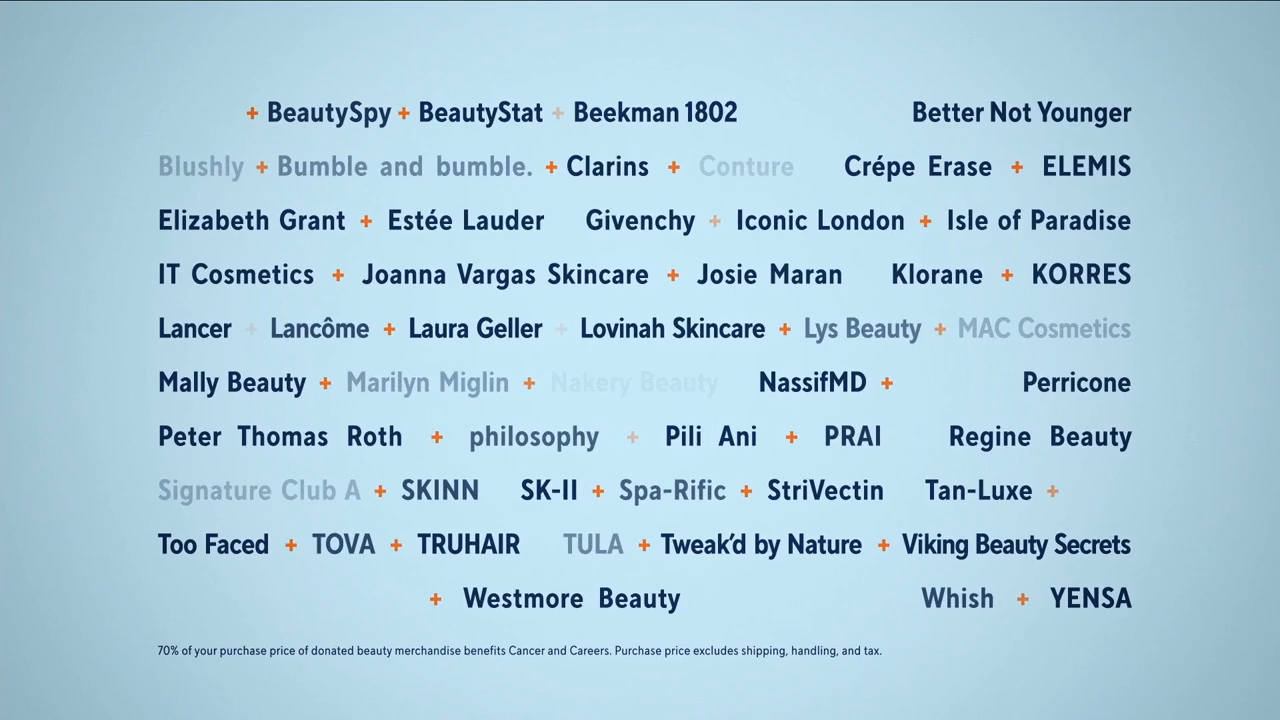 + BeautySpy + BeautyStat + Beekman 1802 Better Not Younger
Blushly + Bumble and bumble. + Clarins + Conture Crépe Erase + ELEMIS
Elizabeth Grant + Estée Lauder Givenchy + Iconic London + Isle of Paradise
IT Cosmetics + Joanna Vargas Skincare + Josie Maran Klorane + KORRES
Lancer + Lancôme + Laura Geller + Lovinah Skincare + Lys Beauty + MAC Cosmetics
Mally Beauty + Marilyn Miglin + Nakery Beauty NassifMD + Perricone
Peter Thomas Roth + philosophy + Pili Ani + PRAI Regine Beauty
Signature Club A + SKINN SK-II + Spa-Rific + StriVectin Tan-Luxe +
Too Faced + TOVA + TRUHAIR TULA + Tweak'd by Nature + Viking Beauty Secrets
+ Westmore Beauty Whish + YENSA
70% of your purchase price of donated beauty merchandise benefits Cancer and Careers. Purchase price excludes shipping, handling, and tax.